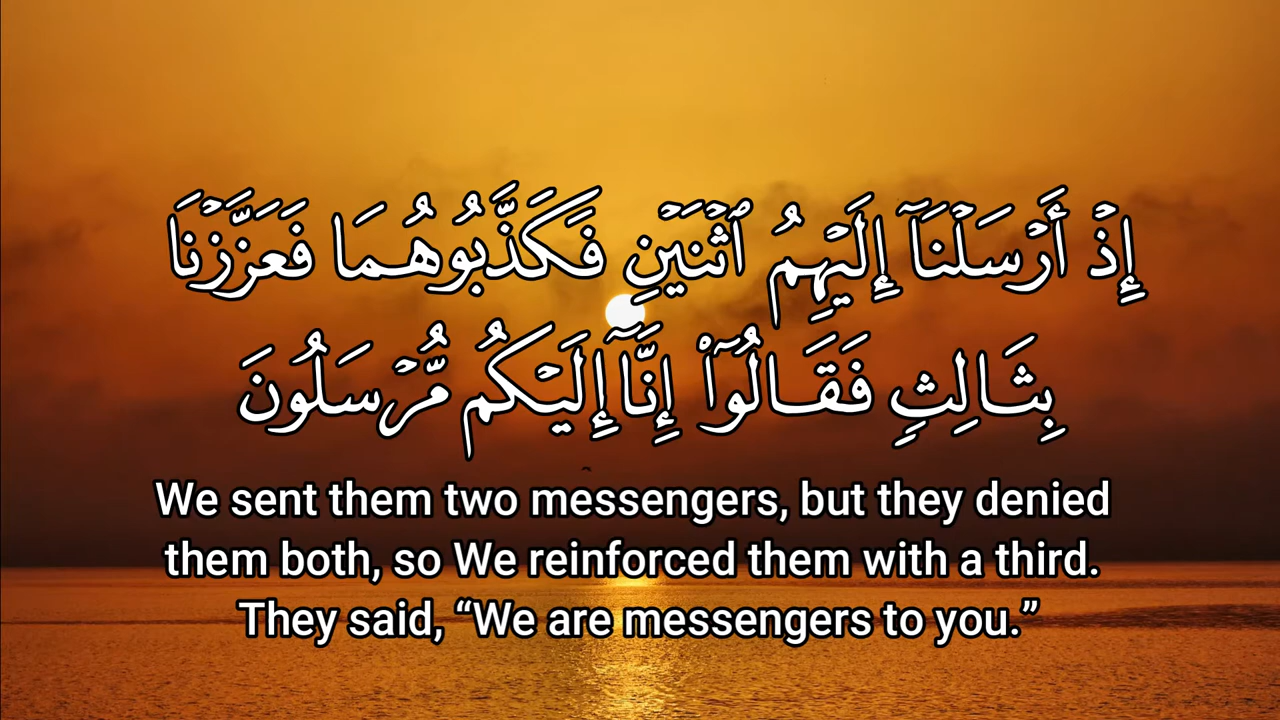 إِذْ أَرْسَلْنَآ إِلَيْهِمُ ٱثْنَيْنِ فَكَذَّبُوهُمَا فَعَزَّزْنَا
بِثَالِثٍ فَقَالُوٓا۟ إِنَّآ إِلَيْكُم مُّرْسَلُونَ
We sent them two messengers, but they denied
them both, so We reinforced them with a third.
They said, “We are messengers to you.”